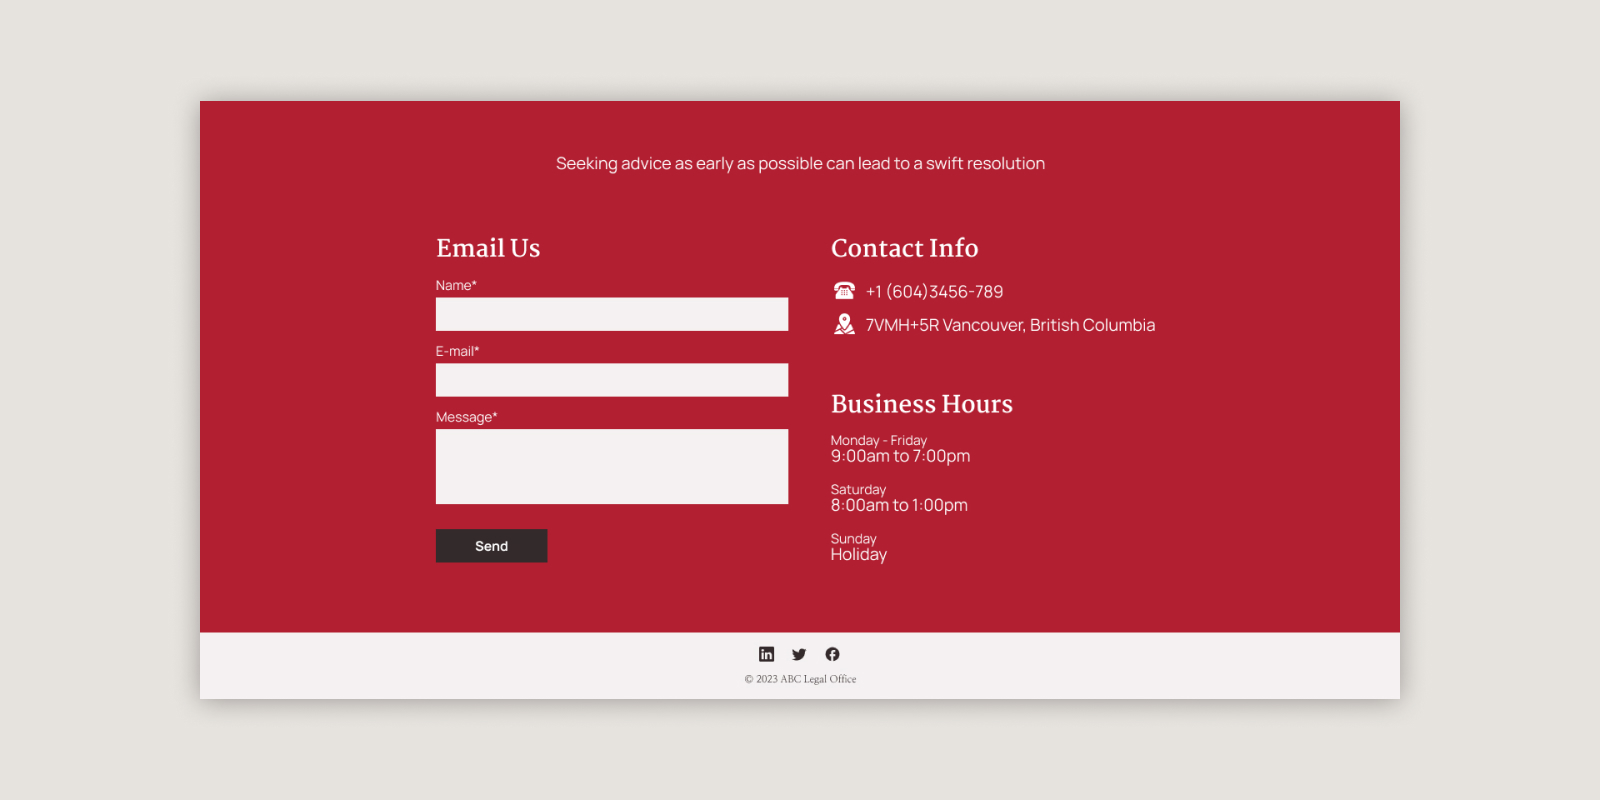 Seeking advice as early as possible can lead to a swift resolution
Email Us
Name*
E-mail*
Message*
Send
Contact Info
+1 (604)3456-789
7VMH+5R Vancouver, British Columbia
Business Hours
Monday - Friday
9:00am to 7:00pm
Saturday
8:00am to 1:00pm
Sunday
Holiday
© 2023 ABC Legal Office